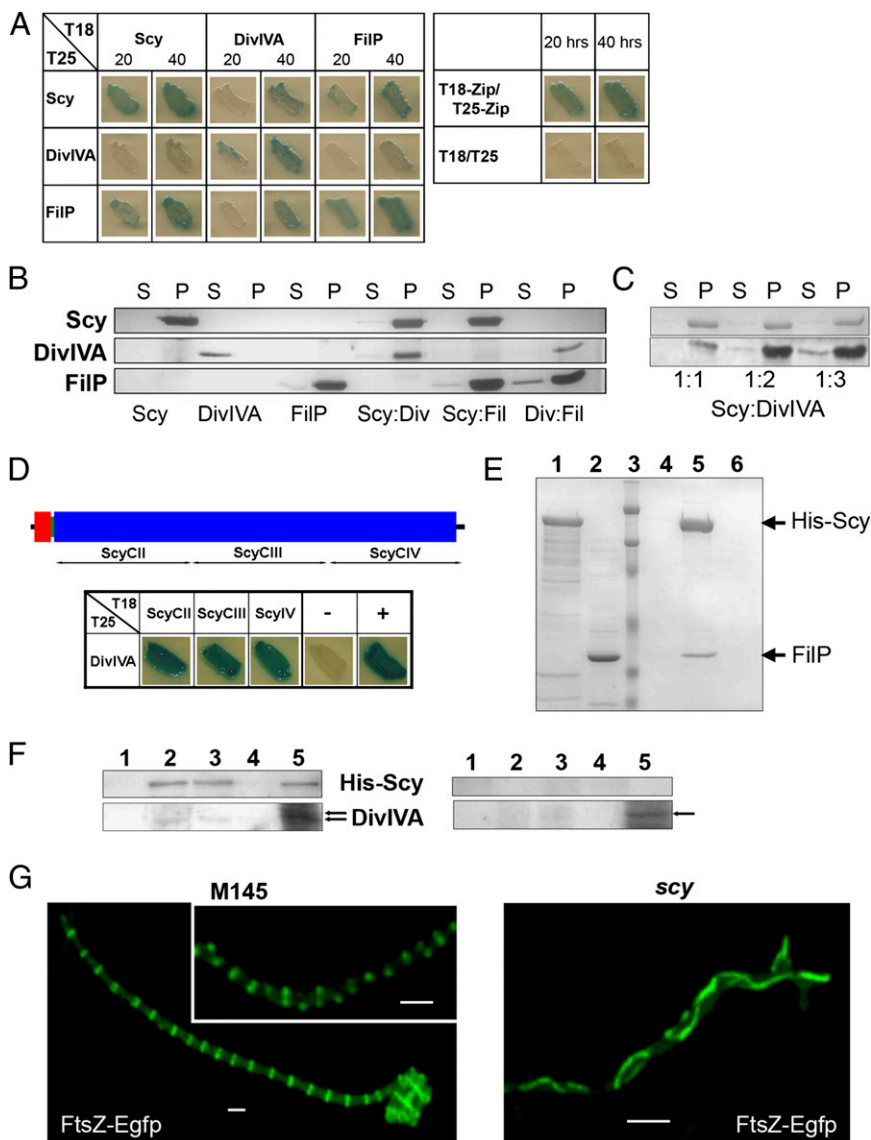 A
T18
T25
Scy DivIVA FilP
20 40 20 40 20 40
Scy
DivIVA
FilP
20 hrs 40 hrs
T18-Zip/
T25-Zip
T18/T25
B
S P S P S P S P S P S P
Scy
DivIVA
FilP
Scy DivIVA FilP Scy:Div Scy:Fil Div:Fil
C
S P S P S P
1:1 1:2 1:3
Scy:DivIVA
D
ScyCII ScyCIII ScyCIV
T18
T25
ScyCII ScyCIII ScyIV - +
DivIVA
E
1 2 3 4 5 6
His-Scy
FilP
F
1 2 3 4 5
His-Scy
DivIVA
1 2 3 4 5
G
M145
FtsZ-Egfp
scy
FtsZ-Egfp